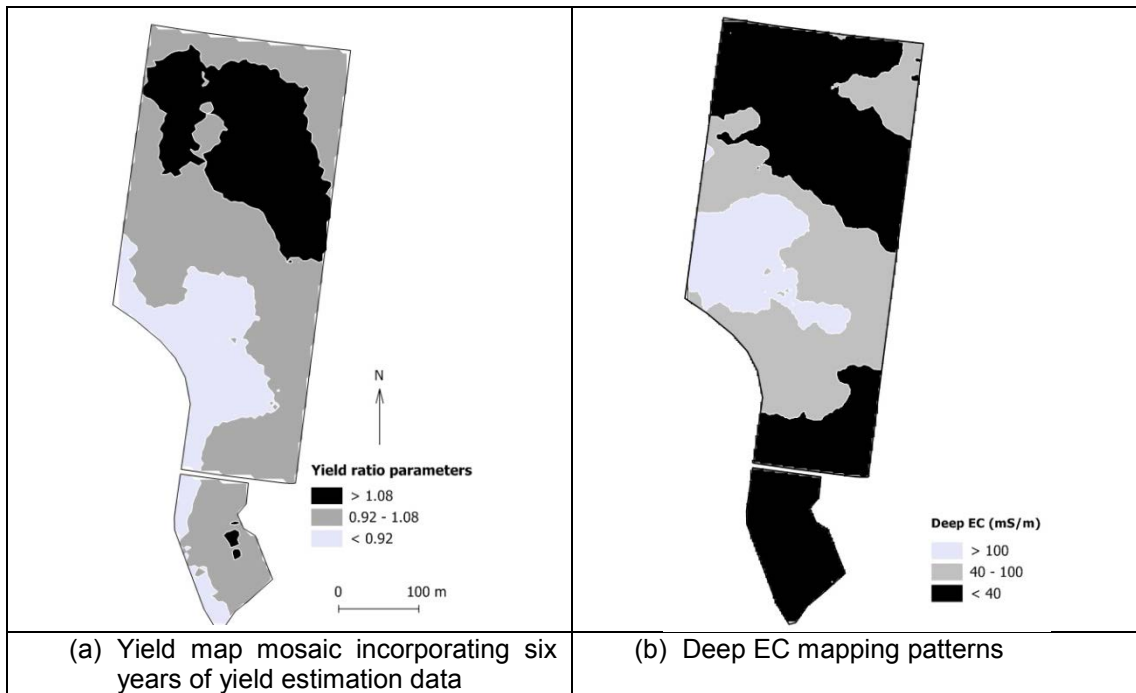 N
Yield ratio parameters
> 1.08
0.92 - 1.08
< 0.92
0 100 m
(a) Yield map mosaic incorporating six
years of yield estimation data
Deep EC (mS/m)
> 100
40 - 100
< 40
(b) Deep EC mapping patterns